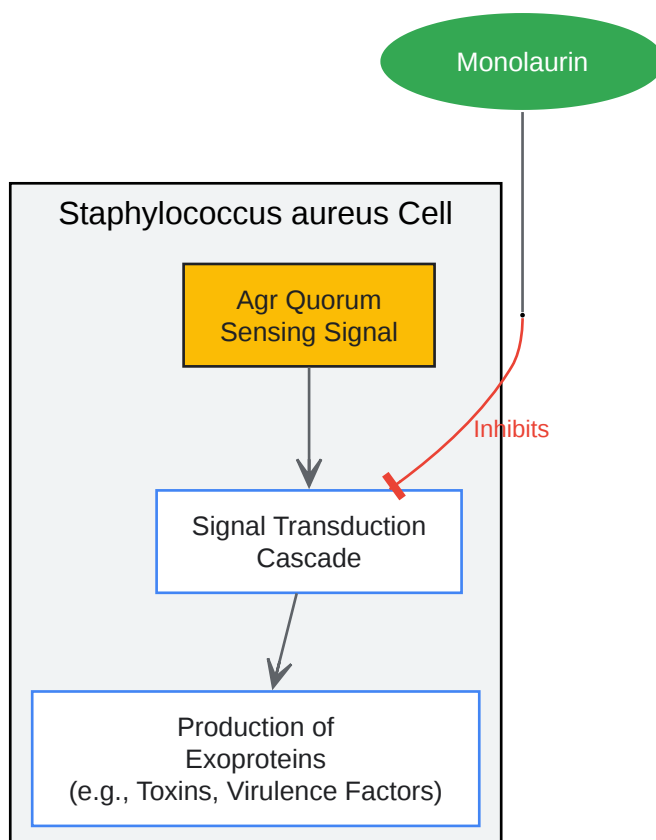 Monolaurin
Staphylococcus aureus Cell
Agr Quorum
Sensing Signal
Inhibits
Signal Transduction
Cascade
Production of
Exoproteins
(e.g., Toxins, Virulence Factors)